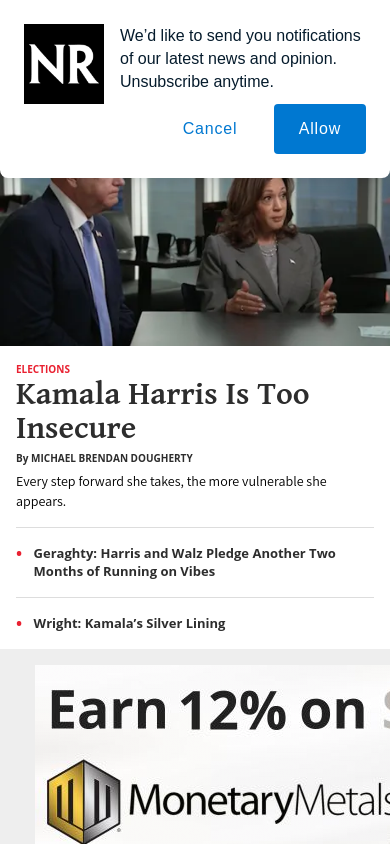 NR
We’d like to send you notifications
of our latest news and opinion.
Unsubscribe anytime.
Cancel
Allow
ELECTIONS
Kamala Harris Is Too
Insecure
By MICHAEL BRENDAN DOUGHERTY
Every step forward she takes, the more vulnerable she
appears.
• Geraghty: Harris and Walz Pledge Another Two
Months of Running on Vibes
• Wright: Kamala’s Silver Lining
Earn 12% on
MonetaryMetals